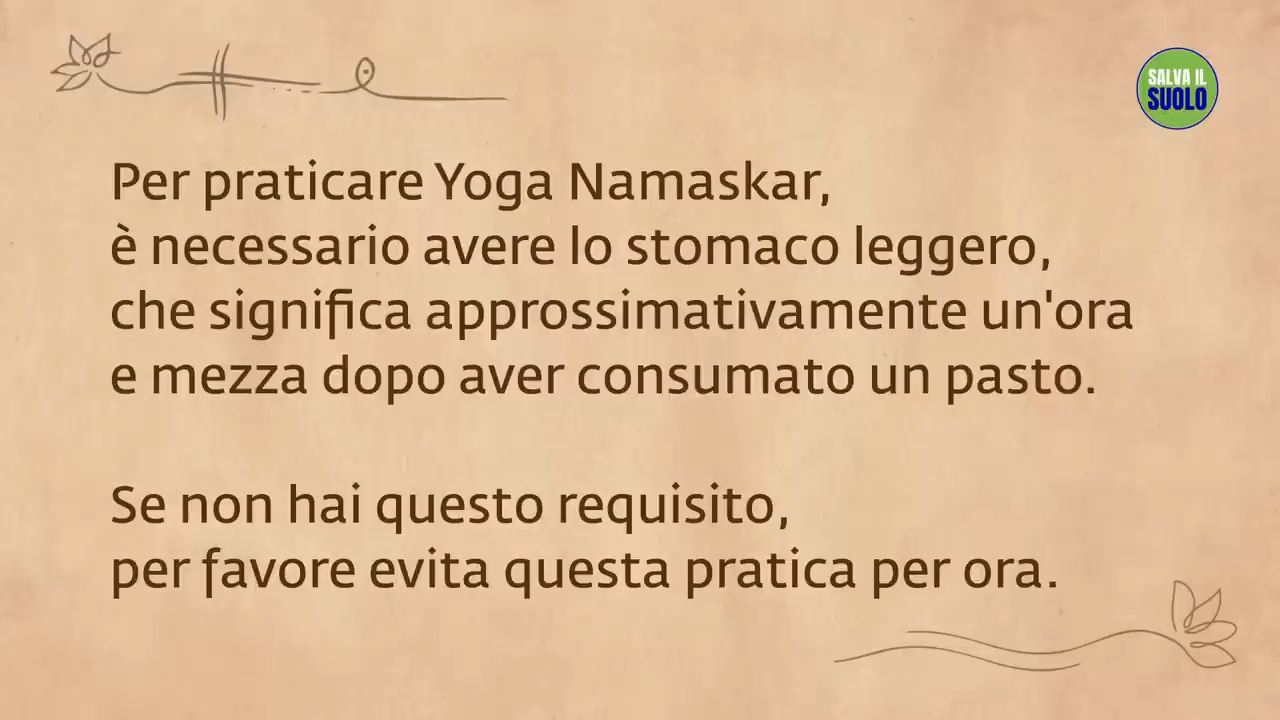 SALVA IL
SUOLO
Per praticare Yoga Namaskar,
è necessario avere lo stomaco leggero,
che significa approssimativamente un'ora
e mezza dopo aver consumato un pasto.
Se non hai questo requisito,
per favore evita questa pratica per ora.